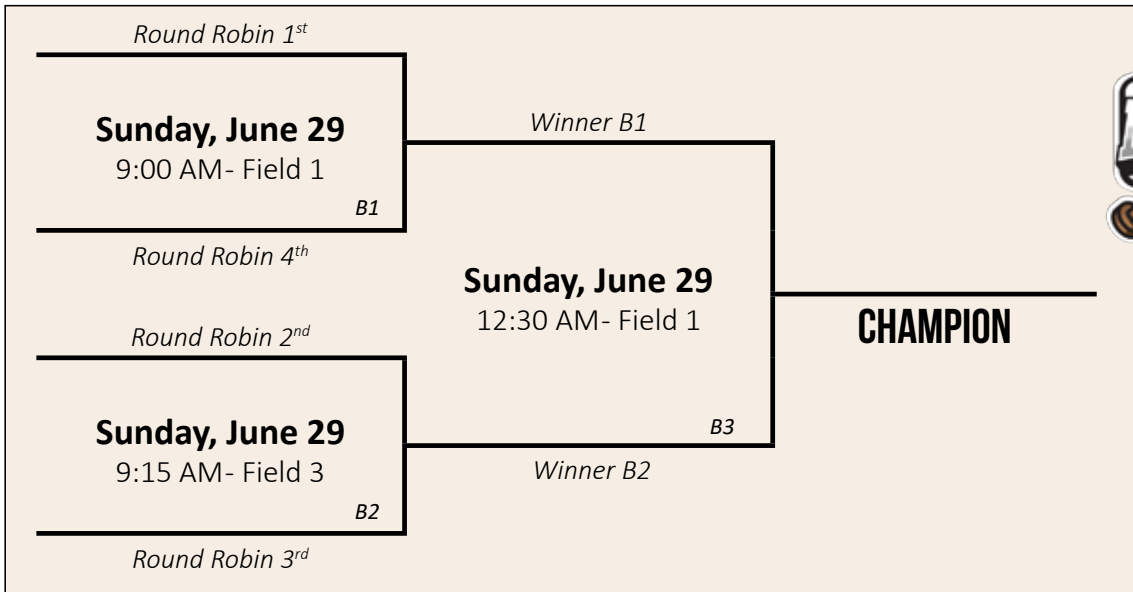 Round Robin 1st
Sunday, June 29
9:00 AM- Field 1
B1
Round Robin 4th
Round Robin 2nd
Sunday, June 29
9:15 AM- Field 3
B2
Round Robin 3rd
Winner B1
Sunday, June 29
12:30 AM- Field 1
B3
Winner B2
CHAMPION